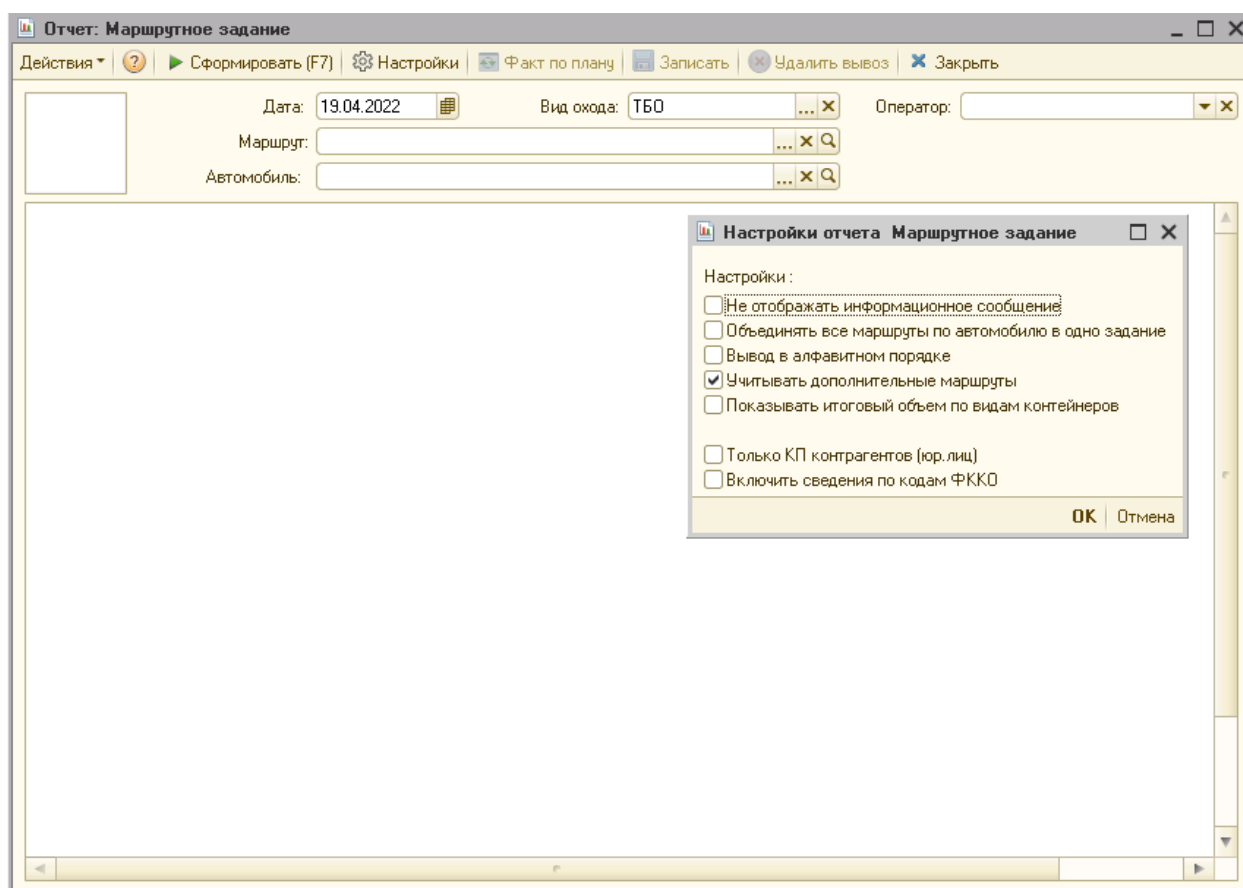 Отчет: Маршрутное задание
Действия Сформировать (F7) Настройки Факт по плану Записать Удалить вывоз Закрыть
Дата: 19.04.2022 Вид охода: ТБО ... Оператор:
Маршрут: ...
Автомобиль: ...
Настройки отчета Маршрутное задание
Настройки :
Не отображать информационное сообщение
Объединять все маршруты по автомобилю в одно задание
Вывод в алфавитном порядке
Учитывать дополнительные маршруты
Показывать итоговый объем по видам контейнеров
Только КП контрагентов (юр.лиц)
Включить сведения по кодам ФККО
OK Отмена